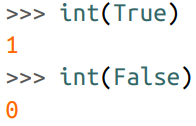 >>> int(True)
1
>>> int(False)
0